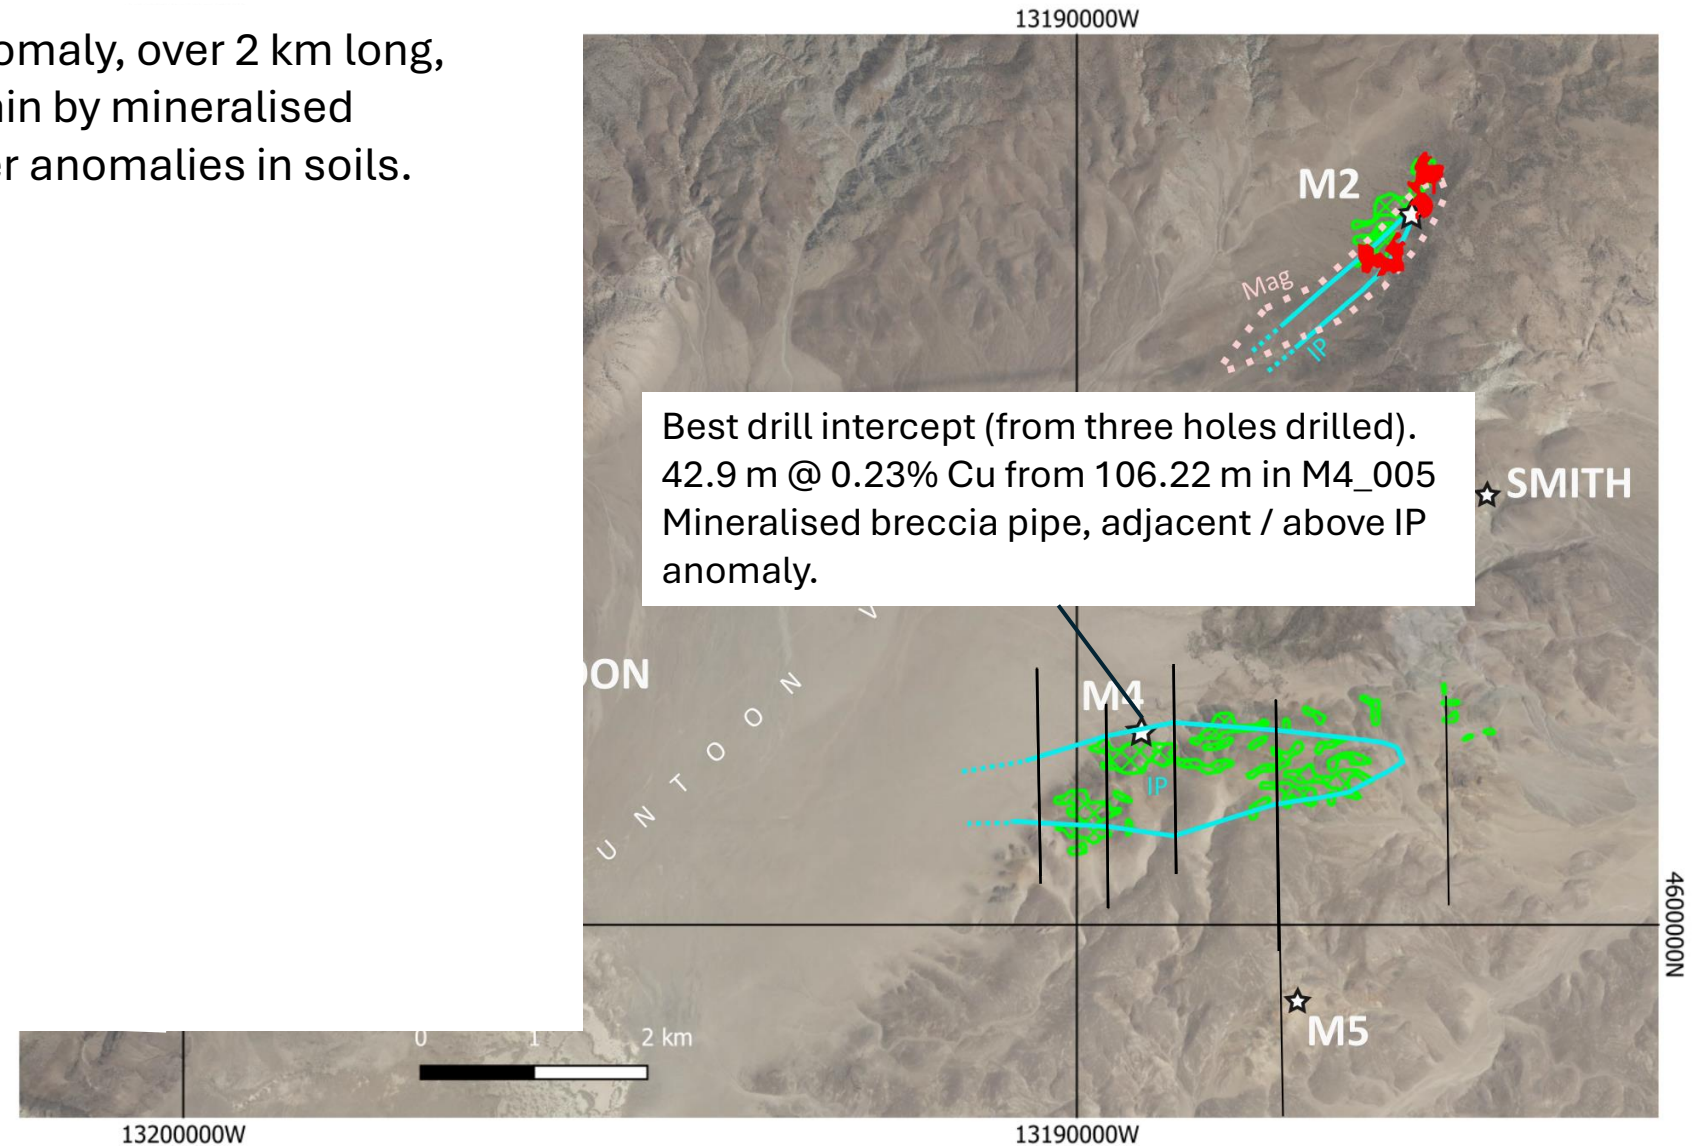 13190000W
omaly, over 2 km long,
in by mineralised
r anomalies in soils.
M2
Mag
IP
Best drill intercept (from three holes drilled).
42.9 m @ 0.23% Cu from 106.22 m in M4_005
Mineralised breccia pipe, adjacent / above IP
anomaly.
SMITH
OON
V
U N T O O N
M4
IP
4600000N
M5
0 1 2 km
13200000W
13190000W